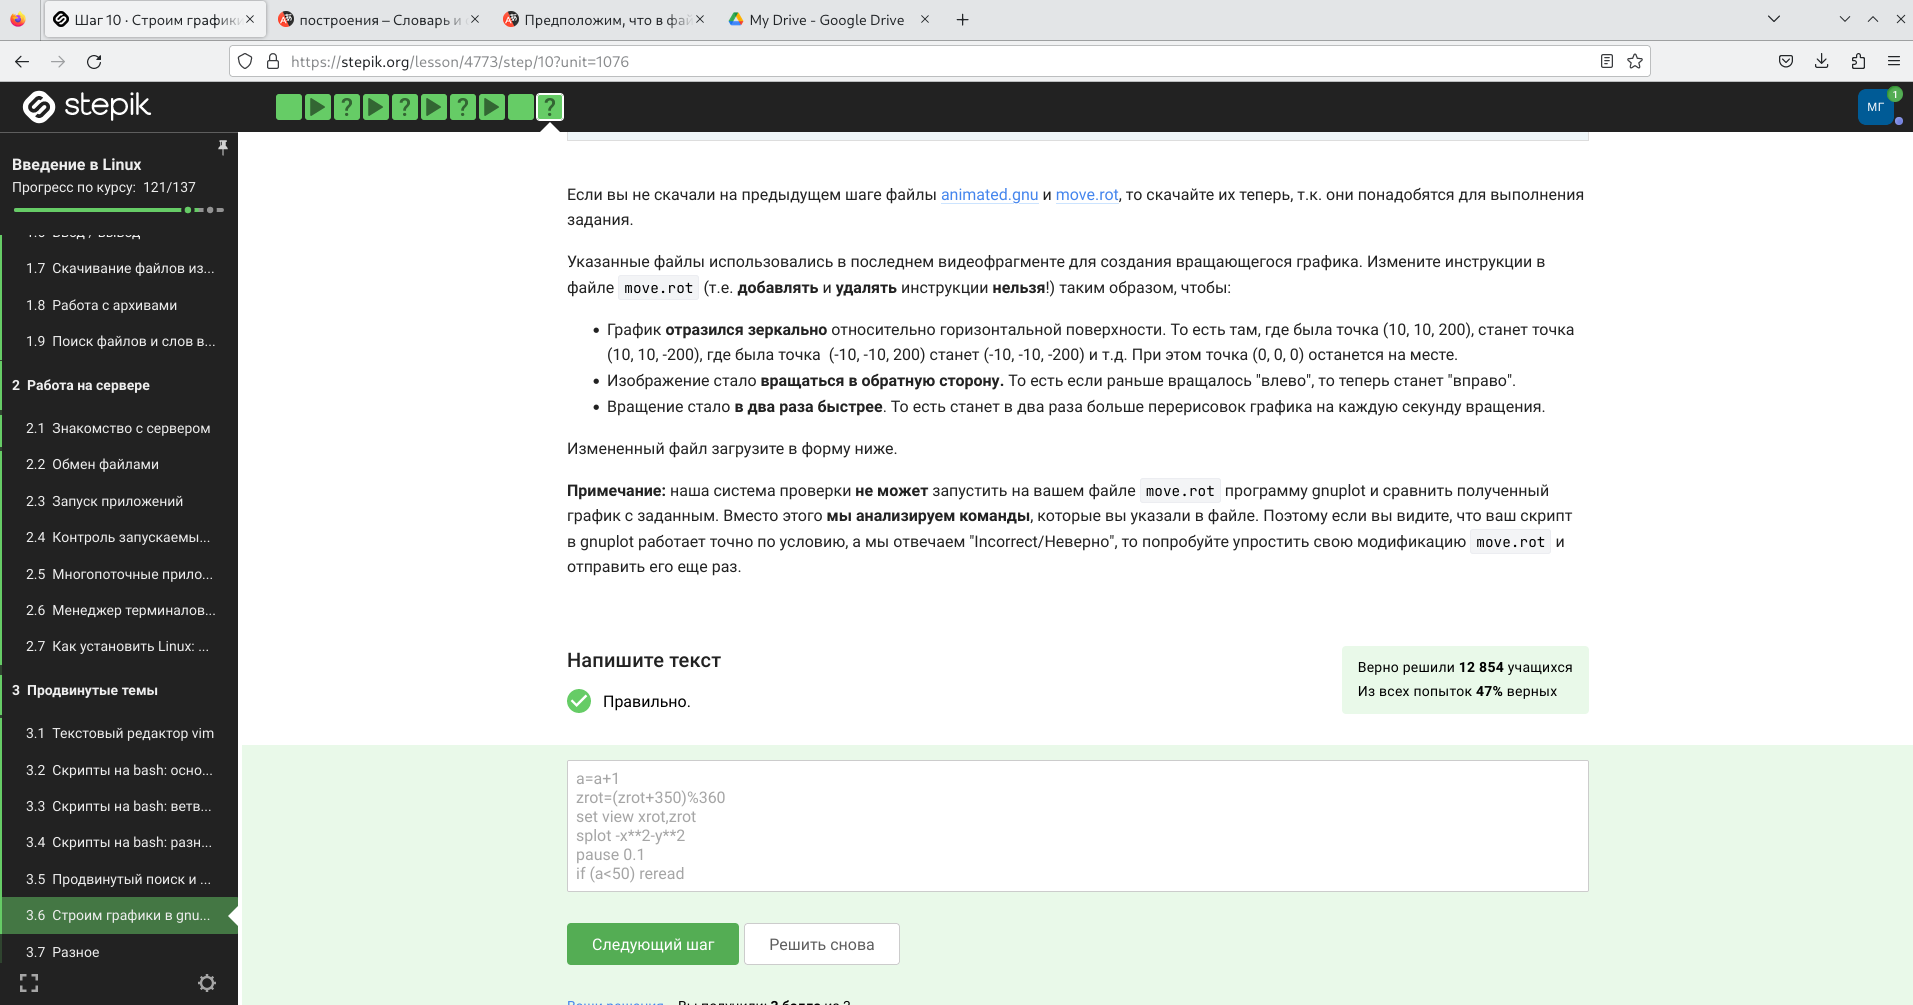 Шаг 10 · Строим графики
построения – Словарь и
Предположим, что в фай
My Drive - Google Drive
https://stepik.org/lesson/4773/step/10?unit=1076
stepik
МГ
1
Введение в Linux
Прогресс по курсу: 121/137
1.7 Скачивание файлов из...
1.8 Работа с архивами
1.9 Поиск файлов и слов в...
2 Работа на сервере
2.1 Знакомство с сервером
2.2 Обмен файлами
2.3 Запуск приложений
2.4 Контроль запускаемы...
2.5 Многопоточные прило...
2.6 Менеджер терминалов...
2.7 Как установить Linux: ...
3 Продвинутые темы
3.1 Текстовый редактор vim
3.2 Скрипты на bash: осно...
3.3 Скрипты на bash: ветв...
3.4 Скрипты на bash: разн...
3.5 Продвинутый поиск и ...
3.6 Строим графики в gnu...
3.7 Разное
Если вы не скачали на предыдущем шаге файлы animated.gnu и move.rot, то скачайте их теперь, т.к. они понадобятся для выполнения
задания.
Указанные файлы использовались в последнем видеофрагменте для создания вращающегося графика. Измените инструкции в
файле move.rot (т.е. добавлять и удалять инструкции нельзя!) таким образом, чтобы:
• График отразился зеркально относительно горизонтальной поверхности. То есть там, где была точка (10, 10, 200), станет точка
(10, 10, -200), где была точка (-10, -10, 200) станет (-10, -10, -200) и т.д. При этом точка (0, 0, 0) останется на месте.
• Изображение стало вращаться в обратную сторону. То есть если раньше вращалось "влево", то теперь станет "вправо".
• Вращение стало в два раза быстрее. То есть станет в два раза больше перерисовок графика на каждую секунду вращения.
Измененный файл загрузите в форму ниже.
Примечание: наша система проверки не может запустить на вашем файле move.rot программу gnuplot и сравнить полученный
график с заданным. Вместо этого мы анализируем команды, которые вы указали в файле. Поэтому если вы видите, что ваш скрипт
в gnuplot работает точно по условию, а мы отвечаем "Incorrect/Неверно", то попробуйте упростить свою модификацию move.rot и
отправить его еще раз.
Напишите текст
Правильно.
Верно решили 12 854 учащихся
Из всех попыток 47% верных
a=a+1
zrot=(zrot+350)%360
set view xrot,zrot
splot -x**2-y**2
pause 0.1
if (a<50) reread
Следующий шаг
Решить снова